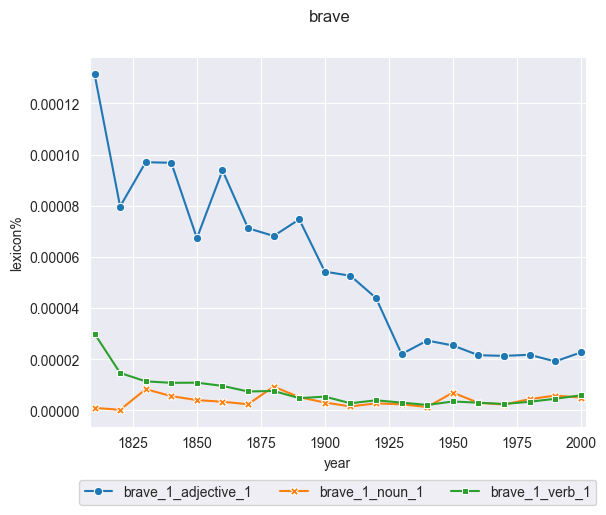 brave
0.00012
0.00010
0.00008
0.00006
0.00004
0.00002
0.00000
lexicon%
1825 1850 1875 1900 1925 1950 1975 2000
year
brave_1_adjective_1 brave_1_noun_1 brave_1_verb_1